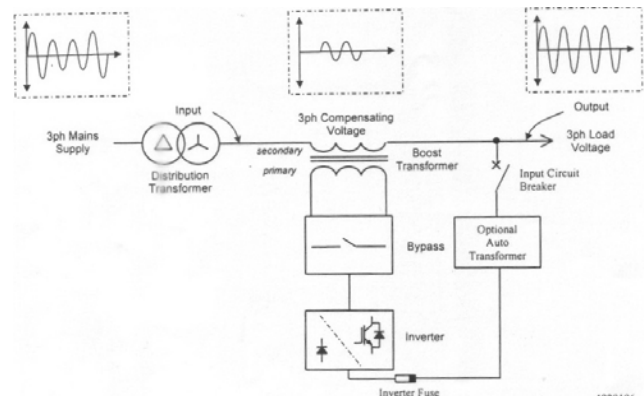 Input
3ph Compensating
Voltage
Output
3ph Mains
Supply
secondary
primary
Boost
Transformer
3ph Load
Voltage
Distribution
Transformer
Input Circuit
Breaker
Bypass
Optional
Auto
Transformer
Inverter
Inverter Fuse